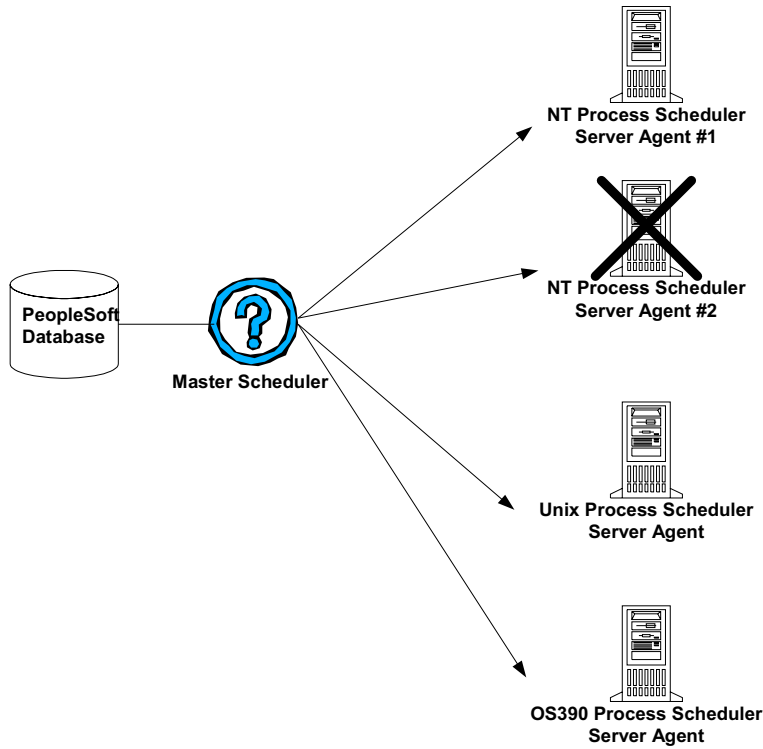 NT Process Scheduler
Server Agent #1
NT Process Scheduler
Server Agent #2
PeopleSoft
Database
?
Master Scheduler
Unix Process Scheduler
Server Agent
OS390 Process Scheduler
Server Agent